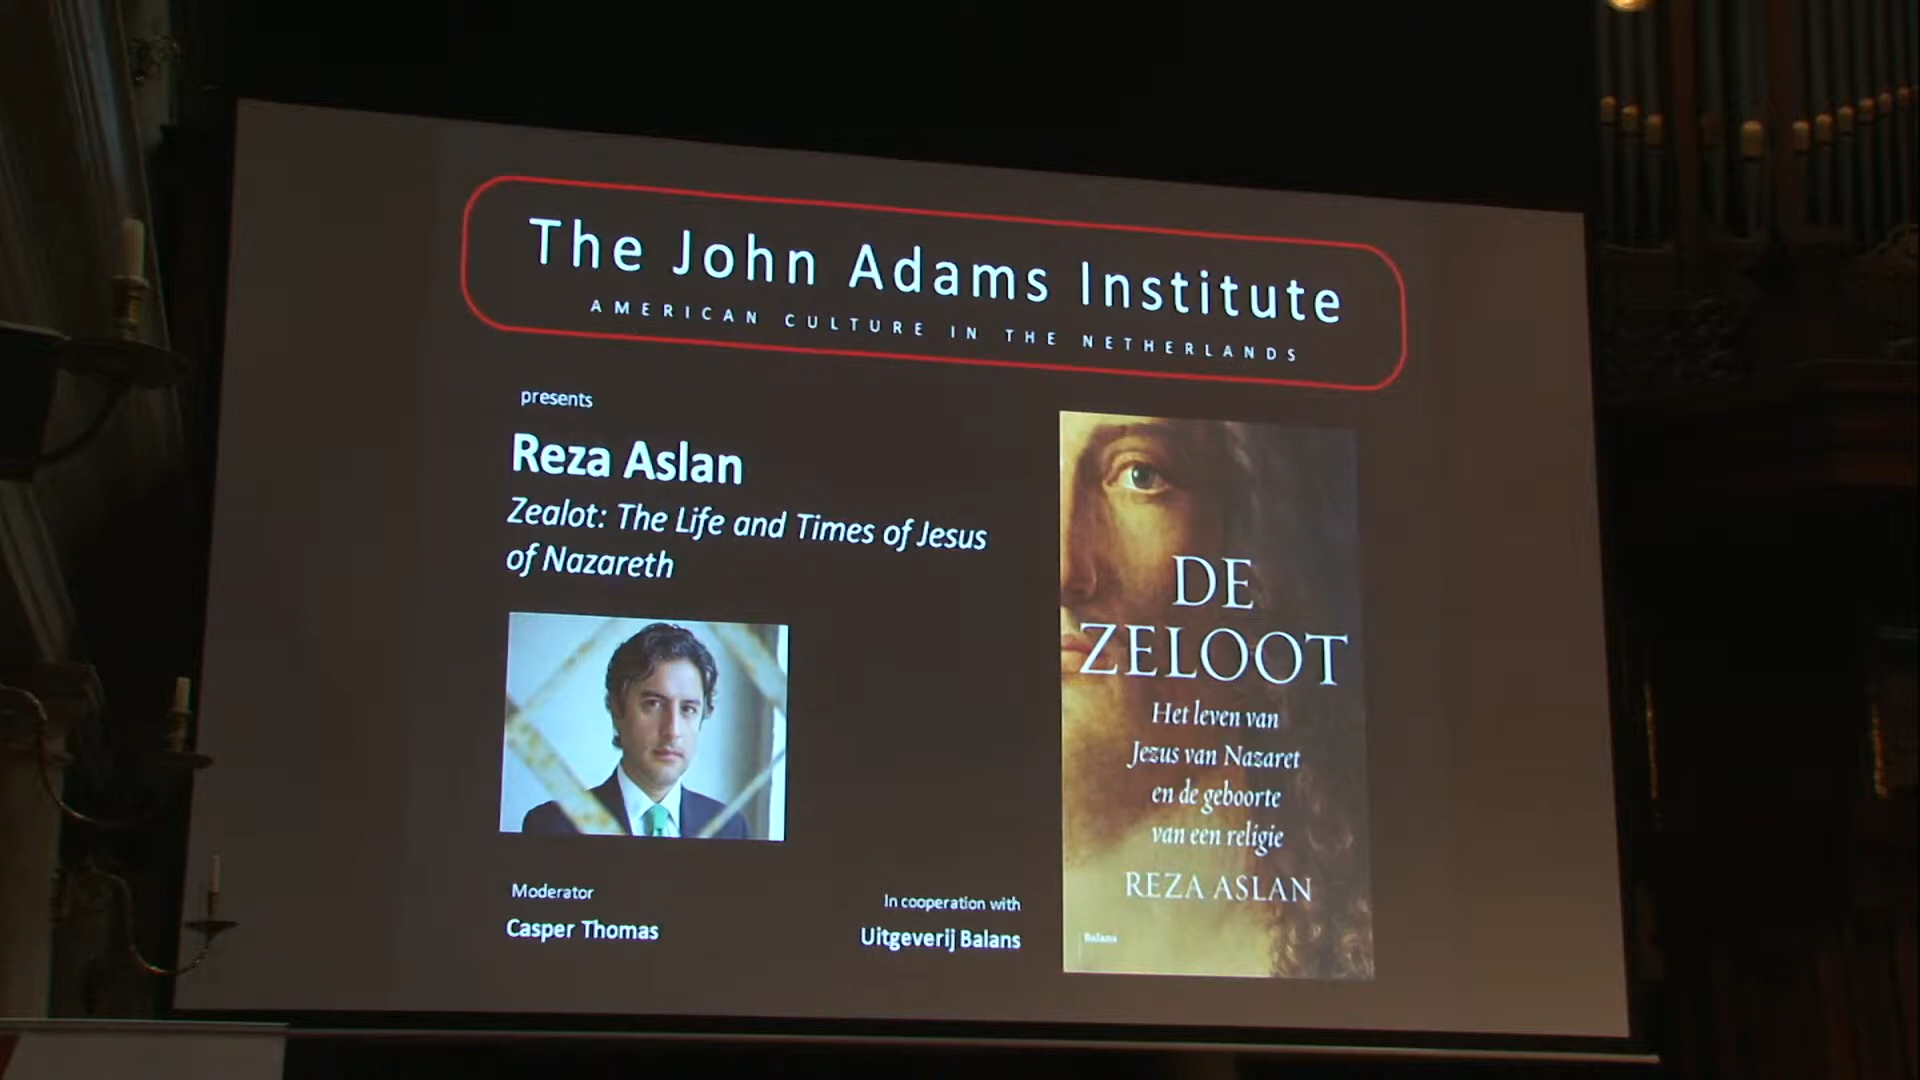 The John Adams Institute
AMERICAN CULTURE IN THE NETHERLANDS
presents
Reza Aslan
Zealot: The Life and Times of Jesus
of Nazareth
DE
ZELOOT
Het leven van
Jezus van Nazaret
en de geboorte
van een religie
REZA ASLAN
Balans
Moderator
Casper Thomas
In cooperation with
Uitgeverij Balans